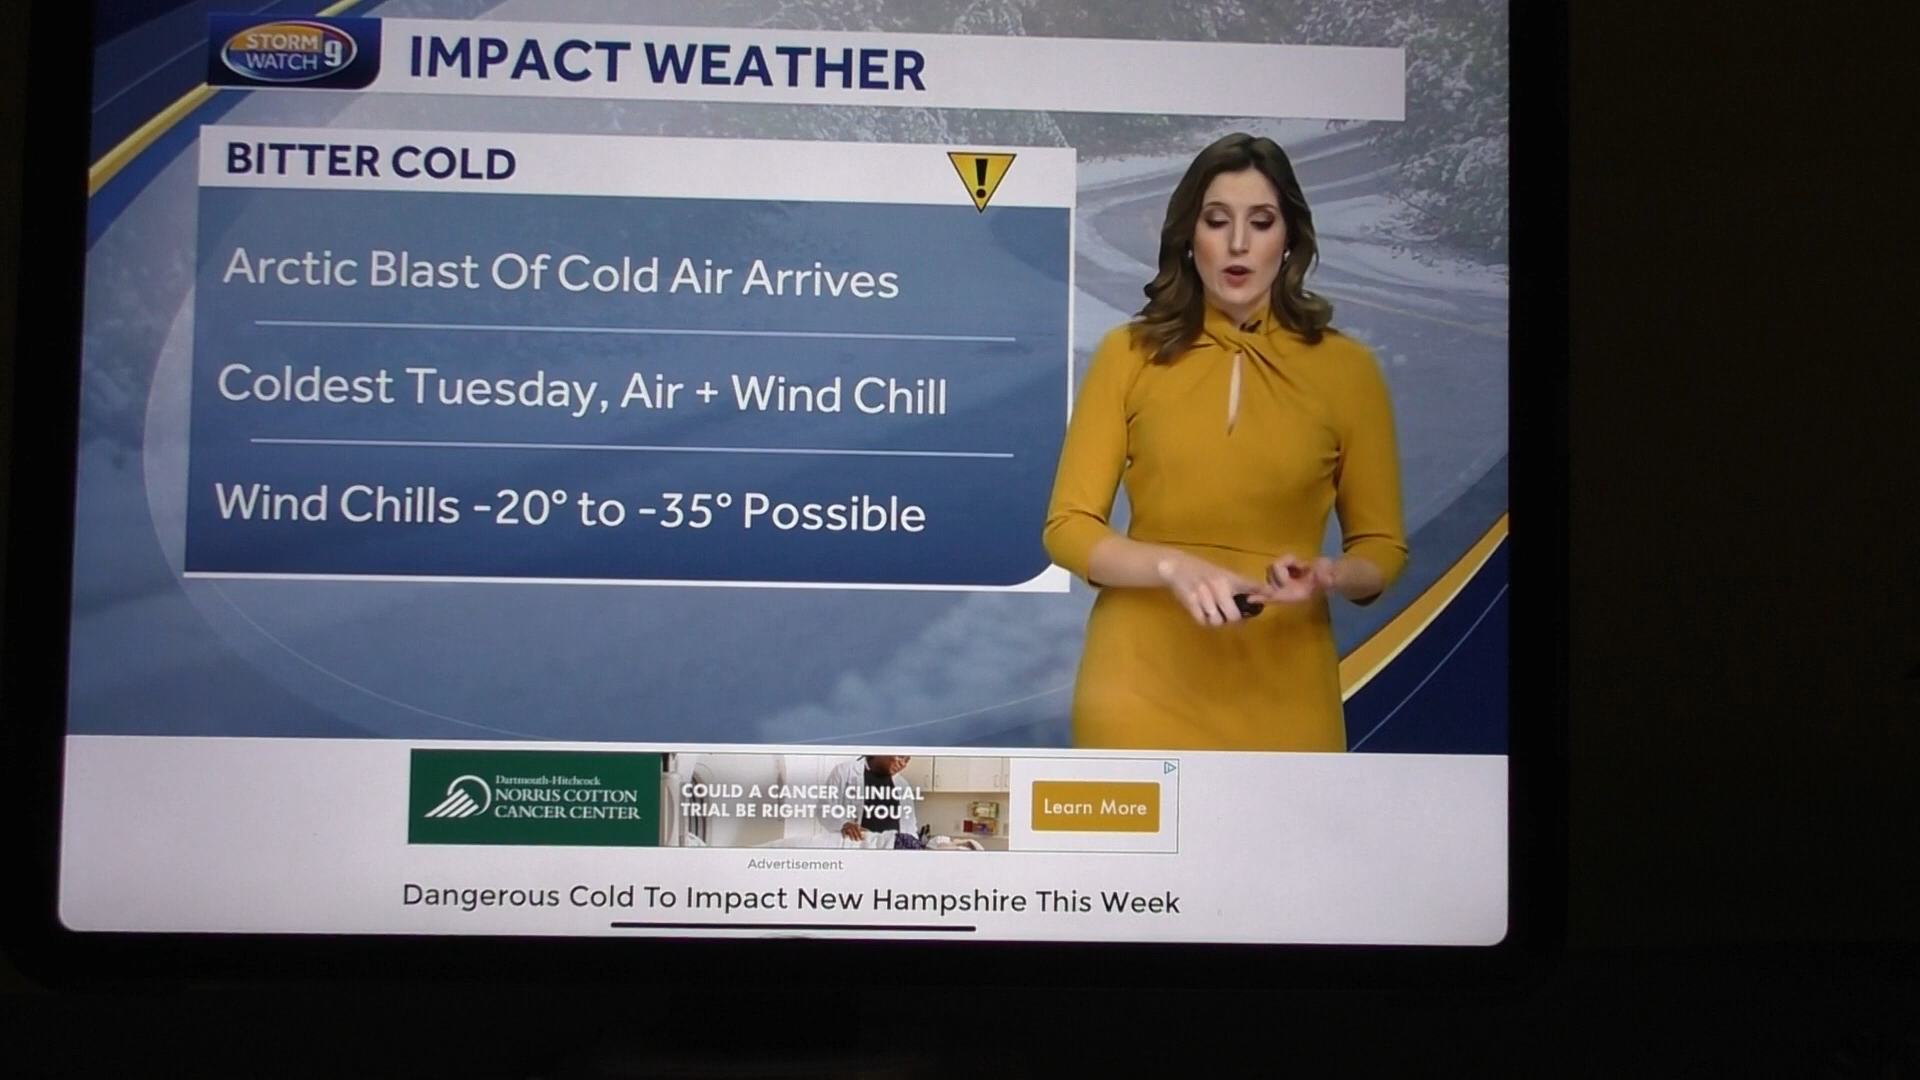 STORM
WATCH 9
IMPACT WEATHER
BITTER COLD
!
Arctic Blast Of Cold Air Arrives
Coldest Tuesday, Air + Wind Chill
Wind Chills -20° to -35° Possible
Dartmouth-Hitchcock
NORRIS COTTON
CANCER CENTER
COULD A CANCER CLINICAL
TRIAL BE RIGHT FOR YOU?
Learn More
Advertisement
Dangerous Cold To Impact New Hampshire This Week